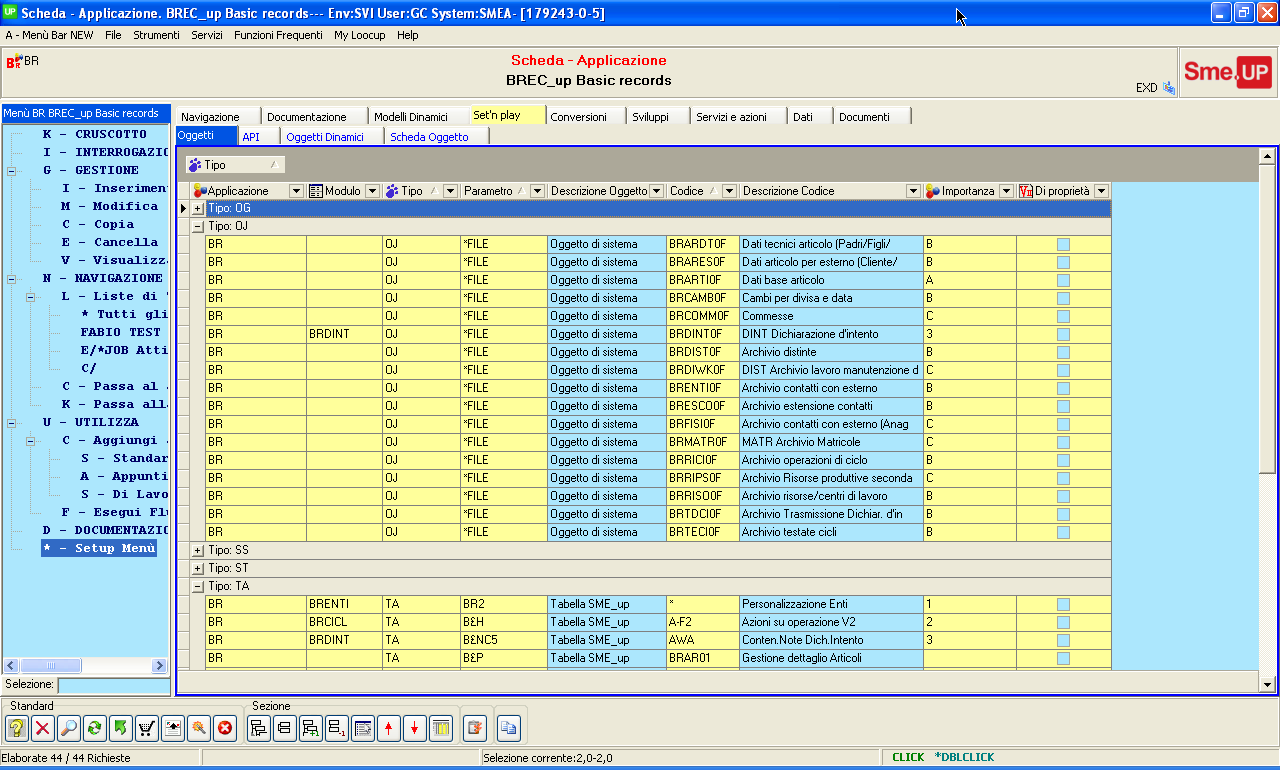 UP Scheda - Applicazione. BREC_up Basic records--- Env:SVI User:GC System:SMEA- [179243-0-5]
A - Menù Bar NEW File Strumenti Servizi Funzioni Frequenti My Loocup Help
BR BR
Scheda - Applicazione
BREC_up Basic records
EXD
Sme.UP
Menù BR BREC_up Basic records
K - CRUSCOTTO
I - INTERROGAZIO
G - GESTIONE
I - Inserimen
M - Modifica
C - Copia
E - Cancella
V - Visualizz
N - NAVIGAZIONE
L - Liste di
* Tutti gli
FABIO TEST
E/*JOB Atti
C/
C - Passa al
K - Passa all
U - UTILIZZA
C - Aggiungi
S - Standar
A - Appunti
S - Di Lavo
F - Esegui Fl
D - DOCUMENTAZIO
* - Setup Menù
Selezione:
Navigazione Documentazione Modelli Dinamici Set'n play Conversioni Sviluppi Servizi e azioni Dati Documenti
Oggetti API Oggetti Dinamici Scheda Oggetto
Tipo
Applicazione Modulo Tipo Parametro Descrizione Oggetto Codice Descrizione Codice Importanza Di proprietà
Tipo: OG
Tipo: OJ
BR OJ *FILE Oggetto di sistema BRARDT0F Dati tecnici articolo (Padri/Figli/ B
BR OJ *FILE Oggetto di sistema BRARES0F Dati articolo per esterno (Cliente/ B
BR OJ *FILE Oggetto di sistema BRARTI0F Dati base articolo A
BR OJ *FILE Oggetto di sistema BRCAMB0F Cambi per divisa e data B
BR OJ *FILE Oggetto di sistema BRCOMM0F Commesse C
BR BRDINT OJ *FILE Oggetto di sistema BRDINT0F DINT Dichiarazione d'intento 3
BR OJ *FILE Oggetto di sistema BRDIST0F Archivio distinte B
BR OJ *FILE Oggetto di sistema BRDIWK0F DIST Archivio lavoro manutenzione d C
BR OJ *FILE Oggetto di sistema BRENTI0F Archivio contatti con esterno B
BR OJ *FILE Oggetto di sistema BRESCO0F Archivio estensione contatti B
BR OJ *FILE Oggetto di sistema BRFISI0F Archivio contatti con esterno (Anag C
BR OJ *FILE Oggetto di sistema BRMATR0F MATR Archivio Matricole C
BR OJ *FILE Oggetto di sistema BRRICI0F Archivio operazioni di ciclo B
BR OJ *FILE Oggetto di sistema BRRIPS0F Archivio Risorse produttive seconda C
BR OJ *FILE Oggetto di sistema BRRISO0F Archivio risorse/centri di lavoro B
BR OJ *FILE Oggetto di sistema BRTDCI0F Archivio Trasmissione Dichiar. d'in B
BR OJ *FILE Oggetto di sistema BRTECI0F Archivio testate cicli B
Tipo: SS
Tipo: ST
Tipo: TA
BR BRENTI TA BR2 Tabella SME_up * Personalizzazione Enti 1
BR BRCICL TA B£H Tabella SME_up A-F2 Azioni su operazione V2 2
BR BRDINT TA B£NC5 Tabella SME_up AWA Conten.Note Dich.Intento 3
BR TA B£P Tabella SME_up BRAR01 Gestione dettaglio Articoli
Standard Sezione
Elaborate 44 / 44 Richieste Selezione corrente:2,0-2,0 CLICK *DBLCLICK